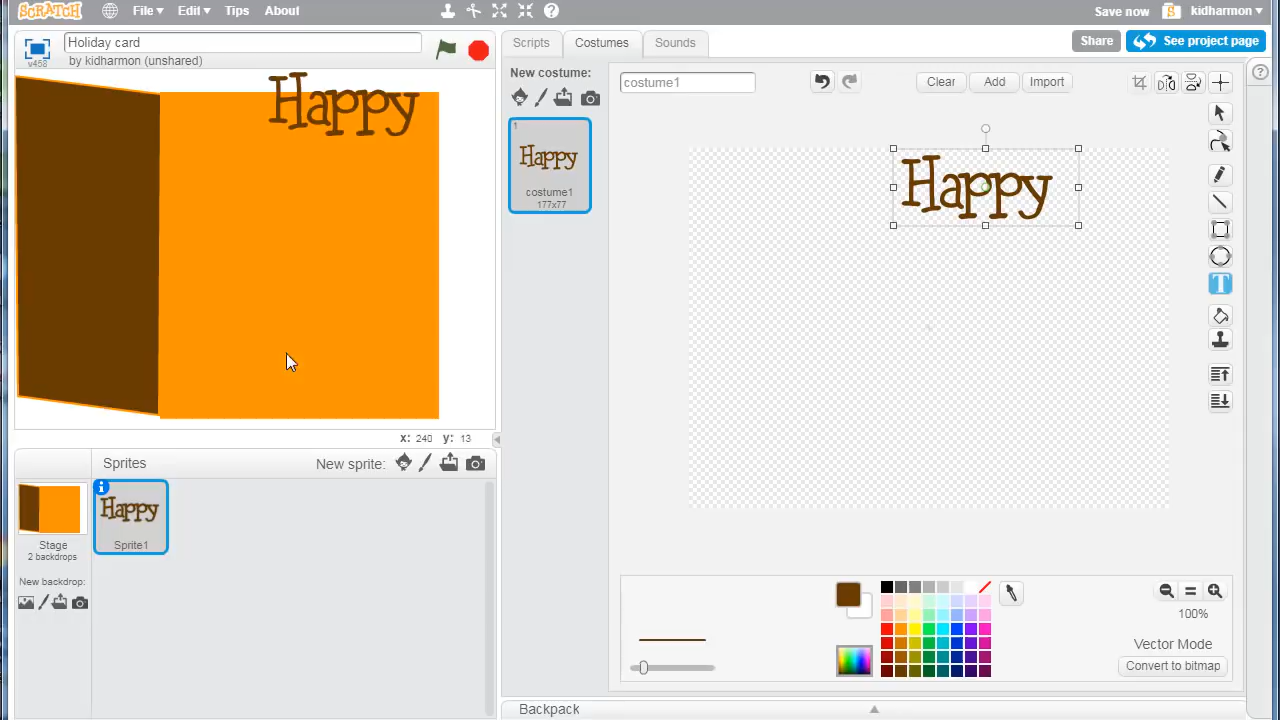 SCRATCH File Edit Tips About Save now kidharmon
Holiday card
by kidharmon (unshared)
v458
Scripts Costumes Sounds Share See project page
New costume:
costume1
Clear Add Import
1
Happy
costume1
177x77
Happy
Happy
x: 240 y: 13
Sprites New sprite:
Happy
Sprite1
Stage
2 backdrops
New backdrop:
T
100%
Vector Mode
Convert to bitmap
Backpack